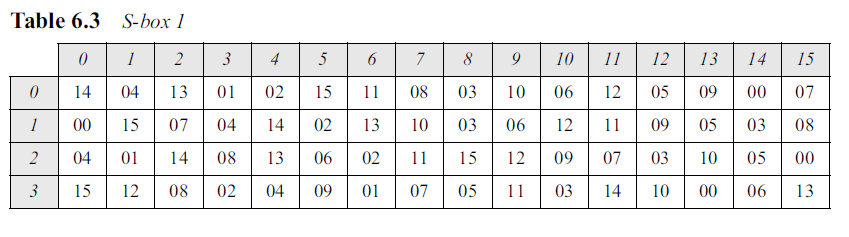 Table 6.3 S-box 1
0 1 2 3 4 5 6 7 8 9 10 11 12 13 14 15
0 14 04 13 01 02 15 11 08 03 10 06 12 05 09 00 07
1 00 15 07 04 14 02 13 10 03 06 12 11 09 05 03 08
2 04 01 14 08 13 06 02 11 15 12 09 07 03 10 05 00
3 15 12 08 02 04 09 01 07 05 11 03 14 10 00 06 13